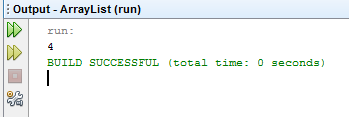 Output - ArrayList (run)
run:
4
BUILD SUCCESSFUL (total time: 0 seconds)